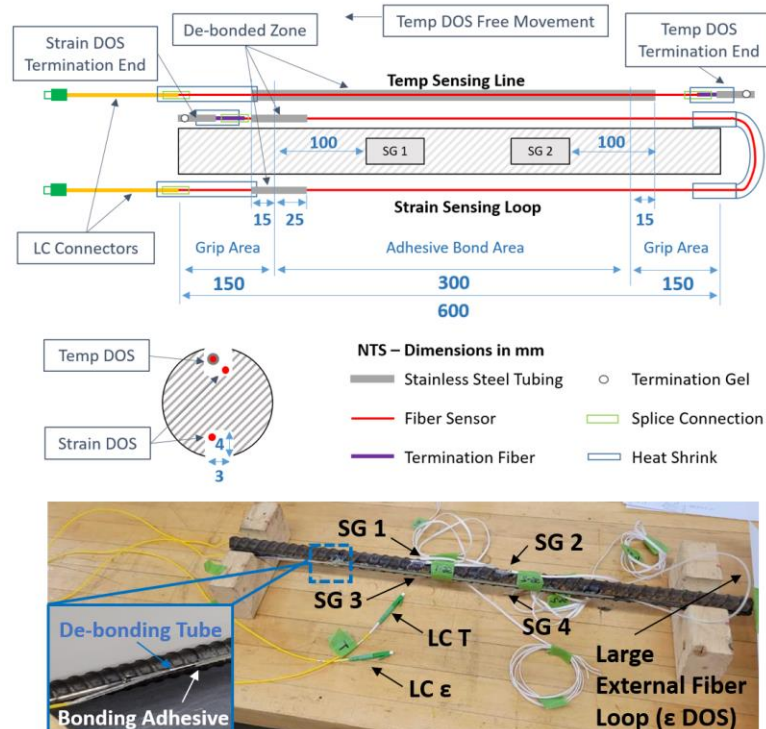 Strain DOS
Termination End
De-bonded Zone
Temp DOS Free Movement
Temp DOS
Termination End
Temp Sensing Line
100
SG 1
SG 2
100
15
25
Strain Sensing Loop
15
LC Connectors
Grip Area
Adhesive Bond Area
Grip Area
150
300
150
600
Temp DOS
Strain DOS
4
3
NTS – Dimensions in mm
Stainless Steel Tubing
Termination Gel
Fiber Sensor
Splice Connection
Termination Fiber
Heat Shrink
SG 1
SG 2
SG 3
SG 4
De-bonding Tube
Bonding Adhesive
T
LC T
LC ε
Large
External Fiber
Loop (ε DOS)